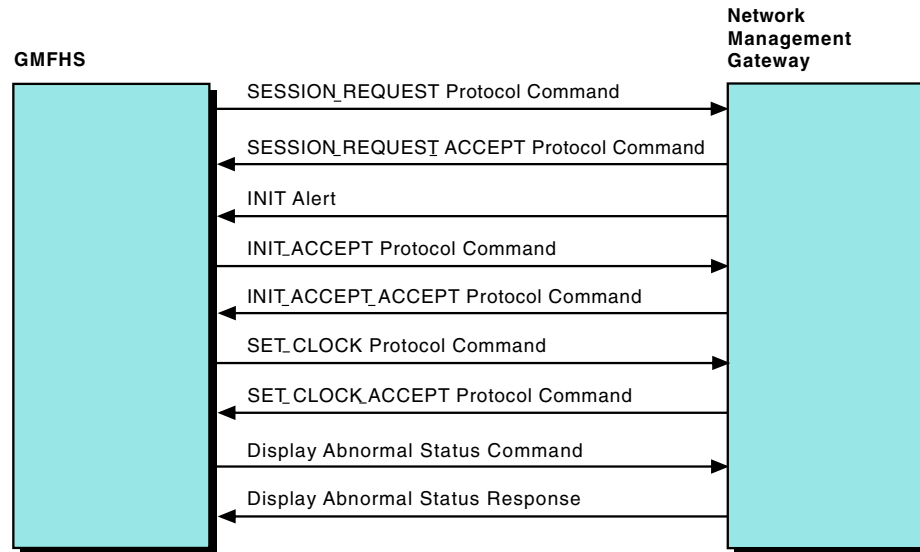 GMFHS
Network
Management
Gateway
SESSION_REQUEST Protocol Command
SESSION_REQUEST_ACCEPT Protocol Command
INIT Alert
INIT_ACCEPT Protocol Command
INIT_ACCEPT_ACCEPT Protocol Command
SET_CLOCK Protocol Command
SET_CLOCK_ACCEPT Protocol Command
Display Abnormal Status Command
Display Abnormal Status Response